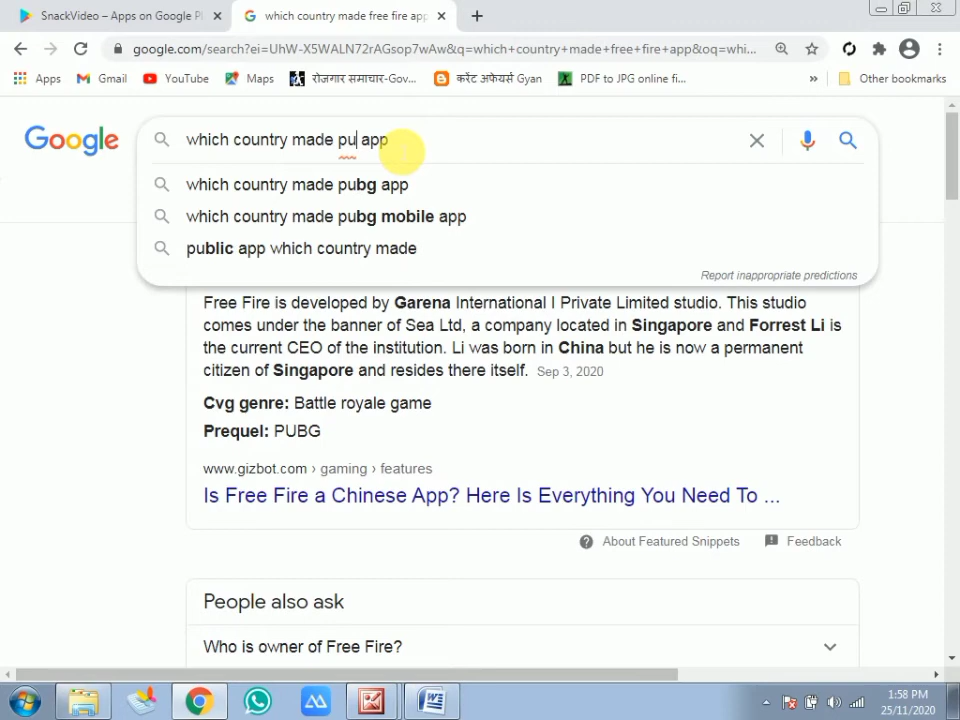 SnackVideo – Apps on Google Pl
which country made free fire app
google.com/search?ei=UhW-X5WALN72rAGsop7wAw&q=which+country+made+free+fire+app&oq=whi...
Apps
Gmail
YouTube
Maps
रोजगार समाचार-Gov...
करेंट अफेयर्स Gyan
PDF to JPG online fi...
»
Other bookmarks
Google
which country made pu app
which country made pubg app
which country made pubg mobile app
public app which country made
Report inappropriate predictions
Free Fire is developed by Garena International I Private Limited studio. This studio
comes under the banner of Sea Ltd, a company located in Singapore and Forrest Li is
the current CEO of the institution. Li was born in China but he is now a permanent
citizen of Singapore and resides there itself. Sep 3, 2020
Cvg genre: Battle royale game
Prequel: PUBG
www.gizbot.com › gaming › features
Is Free Fire a Chinese App? Here Is Everything You Need To ...
About Featured Snippets
Feedback
People also ask
Who is owner of Free Fire?
1:58 PM
25/11/2020